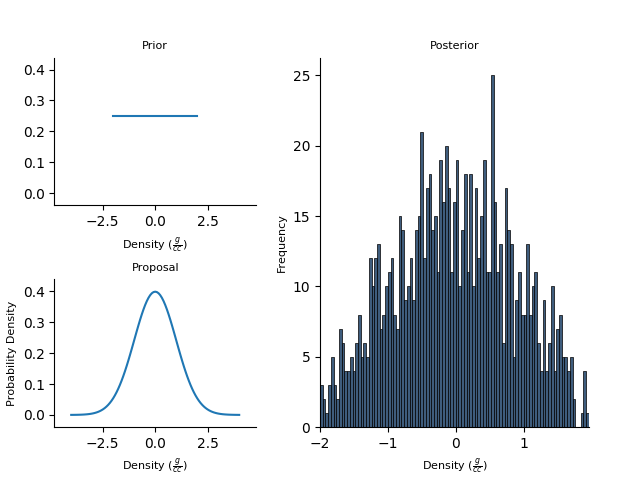 Prior
0.4
0.3
0.2
0.1
0.0
−2.5 0.0 2.5
Density (g/cc)
Proposal
Probability Density
0.4
0.3
0.2
0.1
0.0
−2.5 0.0 2.5
Density (g/cc)
Posterior
Frequency
25
20
15
10
5
0
−2 −1 0 1
Density (g/cc)